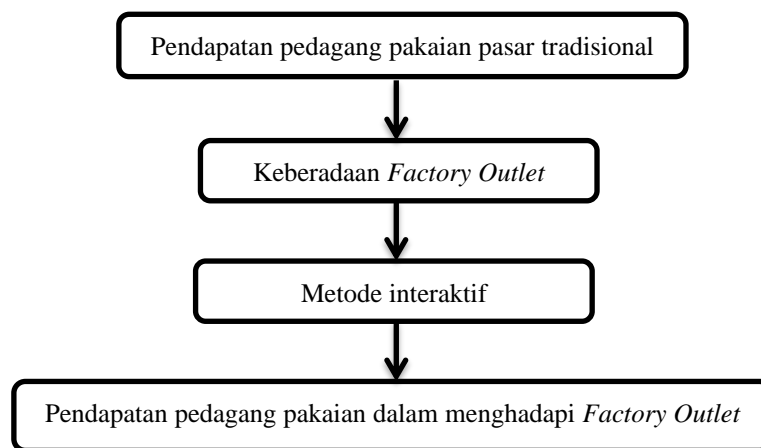 Pendapatan pedagang pakaian pasar tradisional
Keberadaan Factory Outlet
Metode interaktif
Pendapatan pedagang pakaian dalam menghadapi Factory Outlet